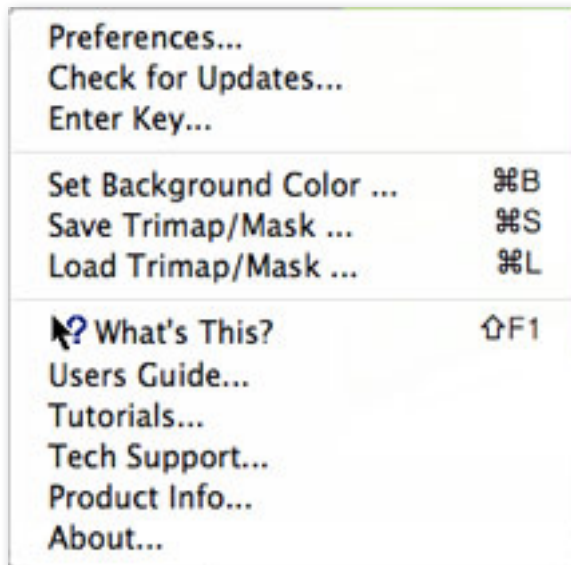 Preferences...
Check for Updates...
Enter Key...
Set Background Color ... ⌘B
Save Trimap/Mask ... ⌘S
Load Trimap/Mask ... ⌘L
? What's This? ⇧F1
Users Guide...
Tutorials...
Tech Support...
Product Info...
About...